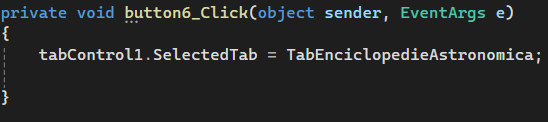 private void button6_Click(object sender, EventArgs e)
{
tabControl1.SelectedTab = TabEnciclopedieAstronomica;
}